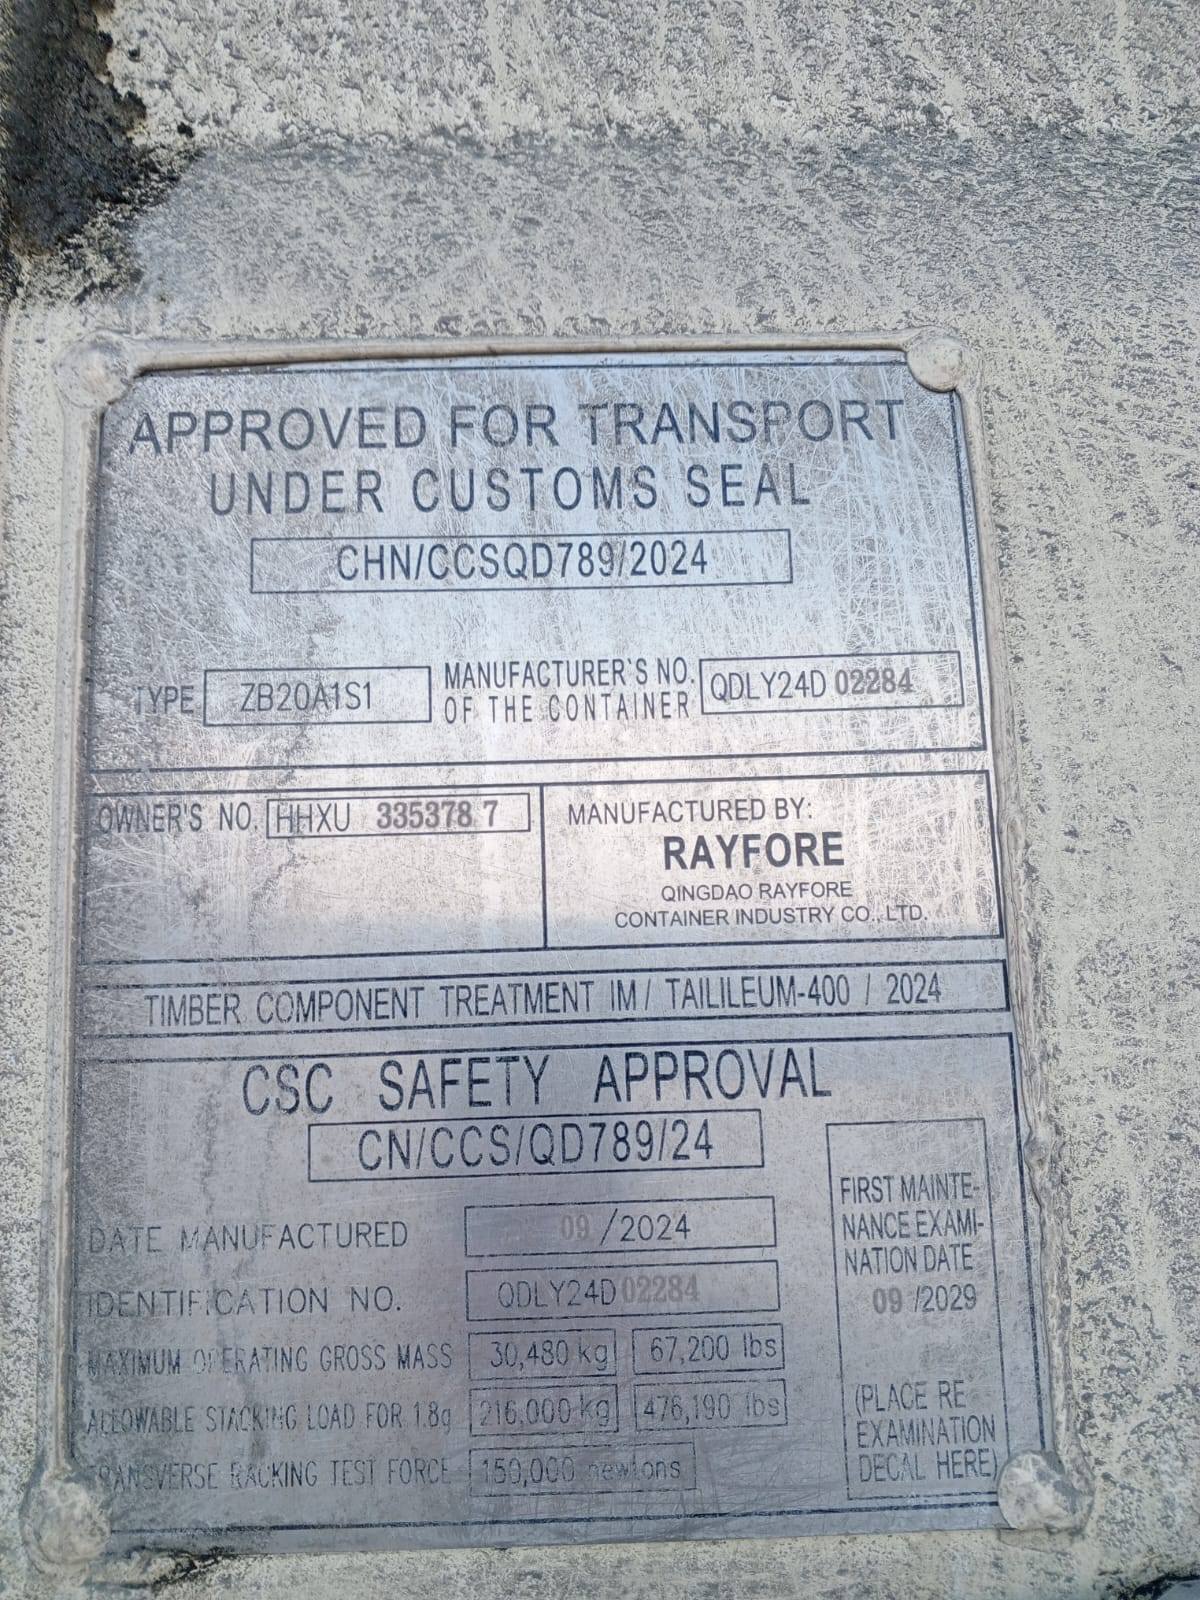 APPROVED FOR TRANSPORT
UNDER CUSTOMS SEAL
CHN/CCSQD789/2024
TYPE ZB20A1S1 MANUFACTURER'S NO. OF THE CONTAINER QDLY24D 02284
OWNER'S NO. HHXU 335378 7
MANUFACTURED BY:
RAYFORE
QINGDAO RAYFORE
CONTAINER INDUSTRY CO., LTD.
TIMBER COMPONENT TREATMENT IM / TAILILEUM-400 / 2024
CSC SAFETY APPROVAL
CN/CCS/QD789/24
DATE MANUFACTURED 09 /2024
IDENTIFICATION NO. QDLY24D 02284
MAXIMUM OPERATING GROSS MASS 30,480 kg 67,200 lbs
ALLOWABLE STACKING LOAD FOR 1.8g 216,000 kg 476,190 lbs
TRANSVERSE RACKING TEST FORCE 150,000 newtons
FIRST MAINTE-
NANCE EXAMI-
NATION DATE
09 /2029
(PLACE RE
EXAMINATION
DECAL HERE)